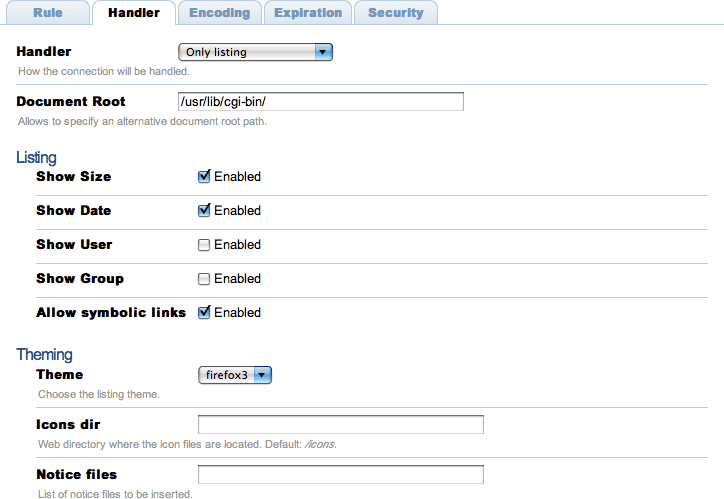 Rule Handler Encoding Expiration Security
Handler Only listing
How the connection will be handled.
Document Root /usr/lib/cgi-bin/
Allows to specify an alternative document root path.
Listing
Show Size Enabled
Show Date Enabled
Show User Enabled
Show Group Enabled
Allow symbolic links Enabled
Theming
Theme firefox3
Choose the listing theme.
Icons dir
Web directory where the icon files are located. Default: /icons.
Notice files
List of notice files to be inserted.